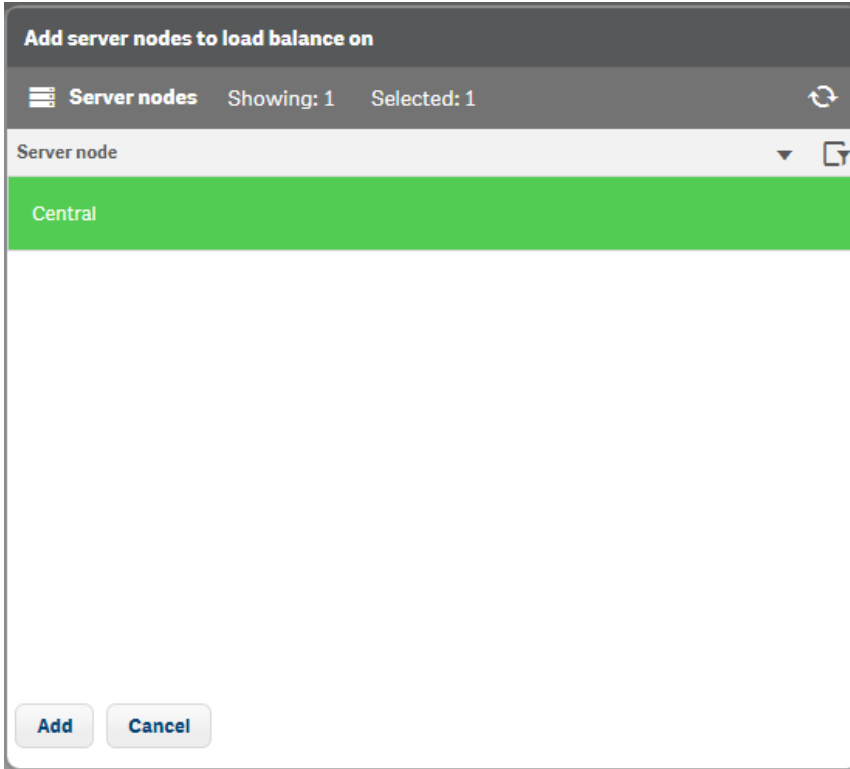 Add server nodes to load balance on
Server nodes Showing: 1 Selected: 1
Server node
Central
Add Cancel